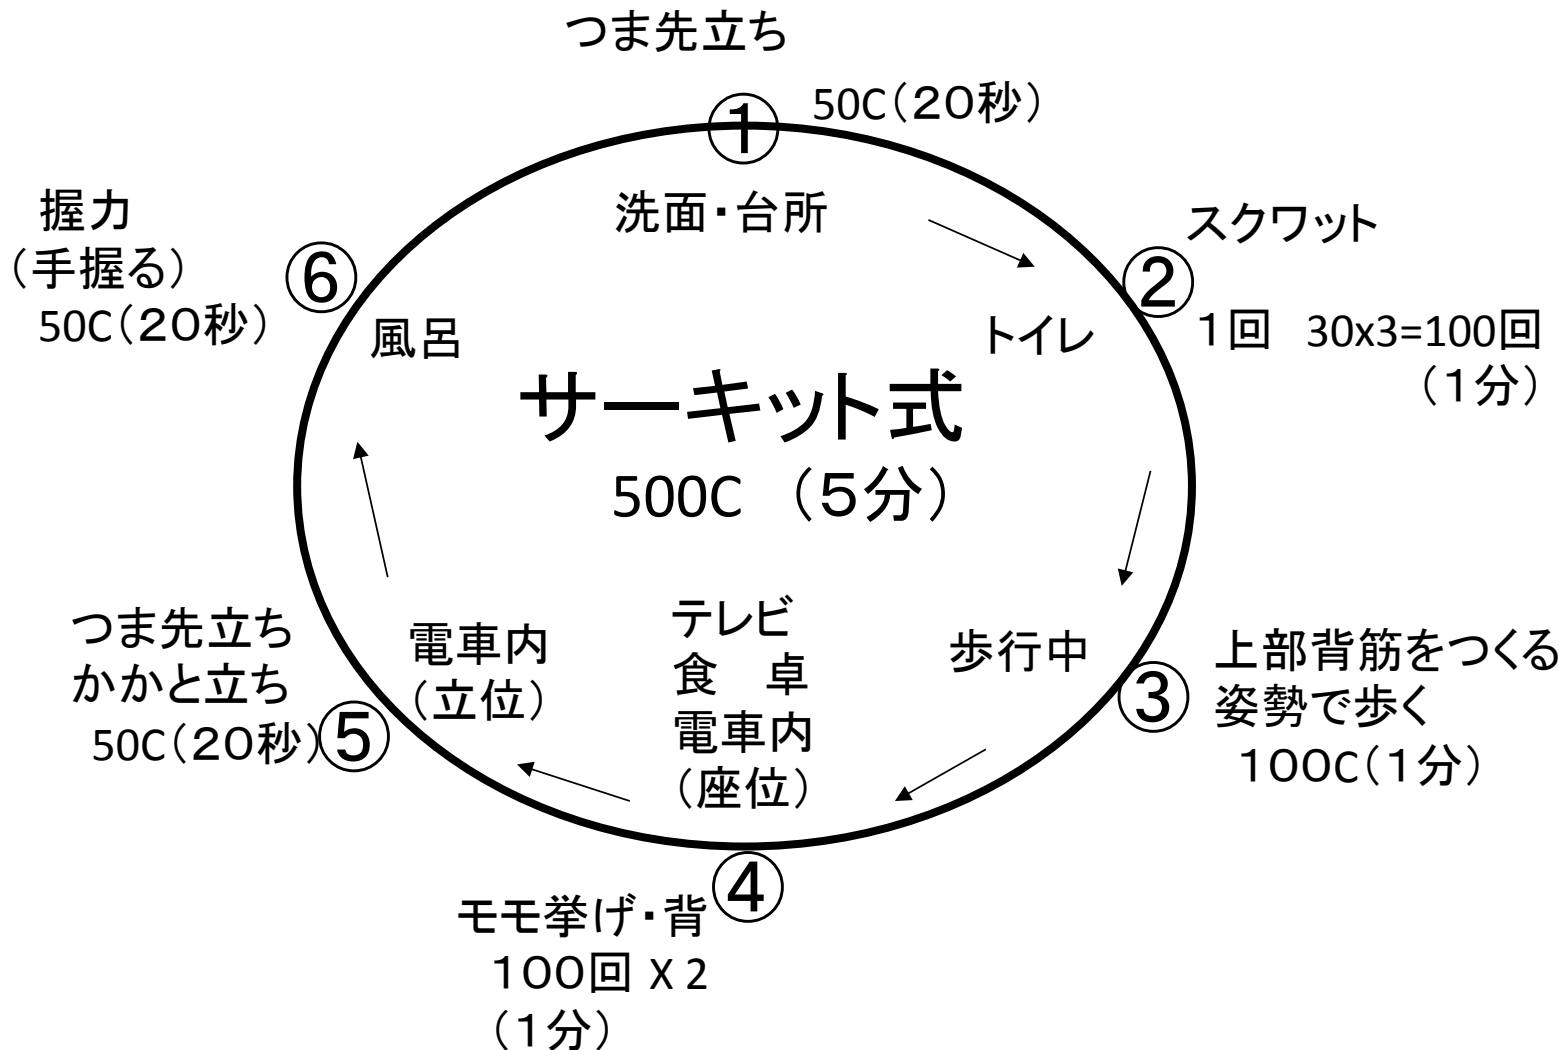 つま先立ち
① 50C(20秒)
洗面・台所
スクワット
②
1回 30x3=100回
(1分)
トイレ
サーキット式
500C (5分)
歩行中
③
上部背筋をつくる
姿勢で歩く
100C(1分)
テレビ
食 卓
電車内
(座位)
④
モモ挙げ・背
100回 X 2
(1分)
電車内
(立位)
つま先立ち
かかと立ち
50C(20秒)⑤
握力
(手握る)
50C(20秒)
⑥
風呂